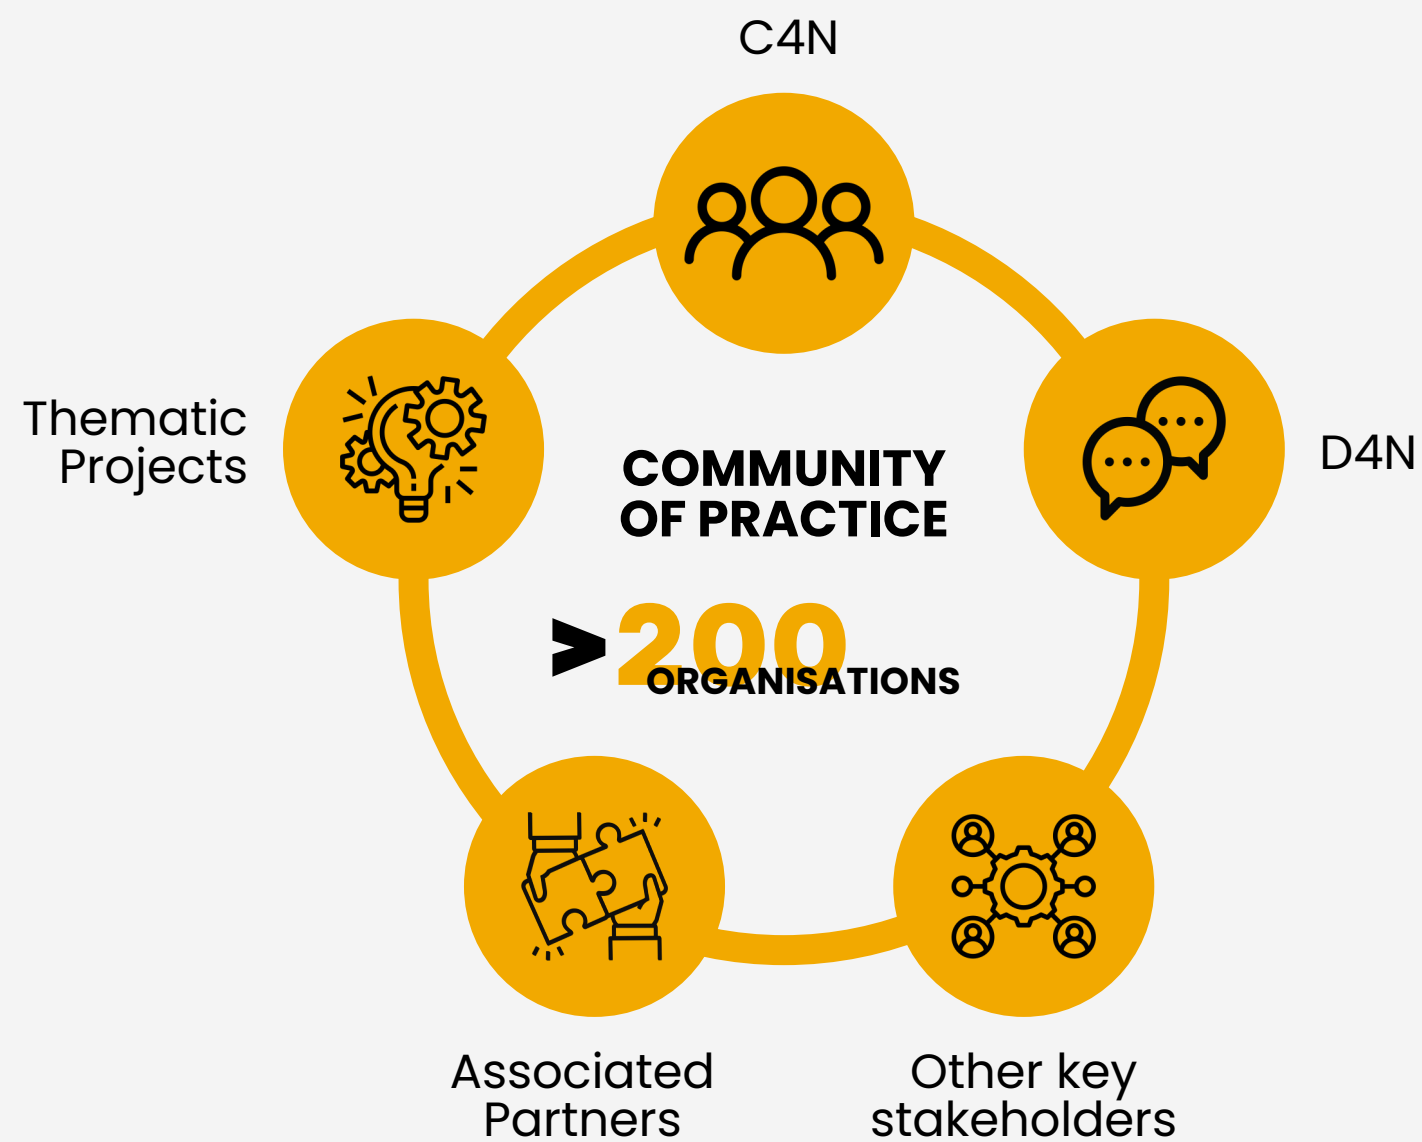 C4N
Thematic
Projects
D4N
COMMUNITY
OF PRACTICE
>200
ORGANISATIONS
Associated
Partners
Other key
stakeholders